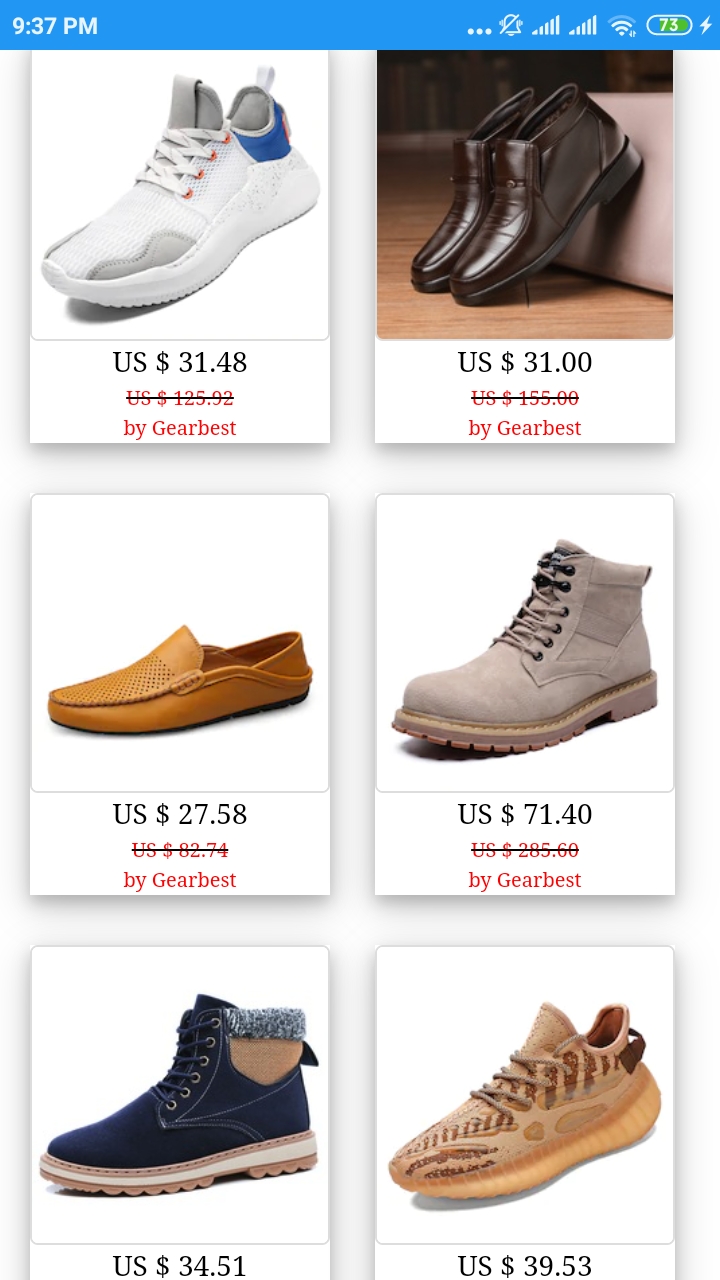 9:37 PM
73
US $ 31.48
US $ 31.00
US $ 125.92
US $ 155.00
by Gearbest
by Gearbest
US $ 27.58
US $ 71.40
US $ 82.74
US $ 285.60
by Gearbest
by Gearbest
US $ 34.51
US $ 39.53